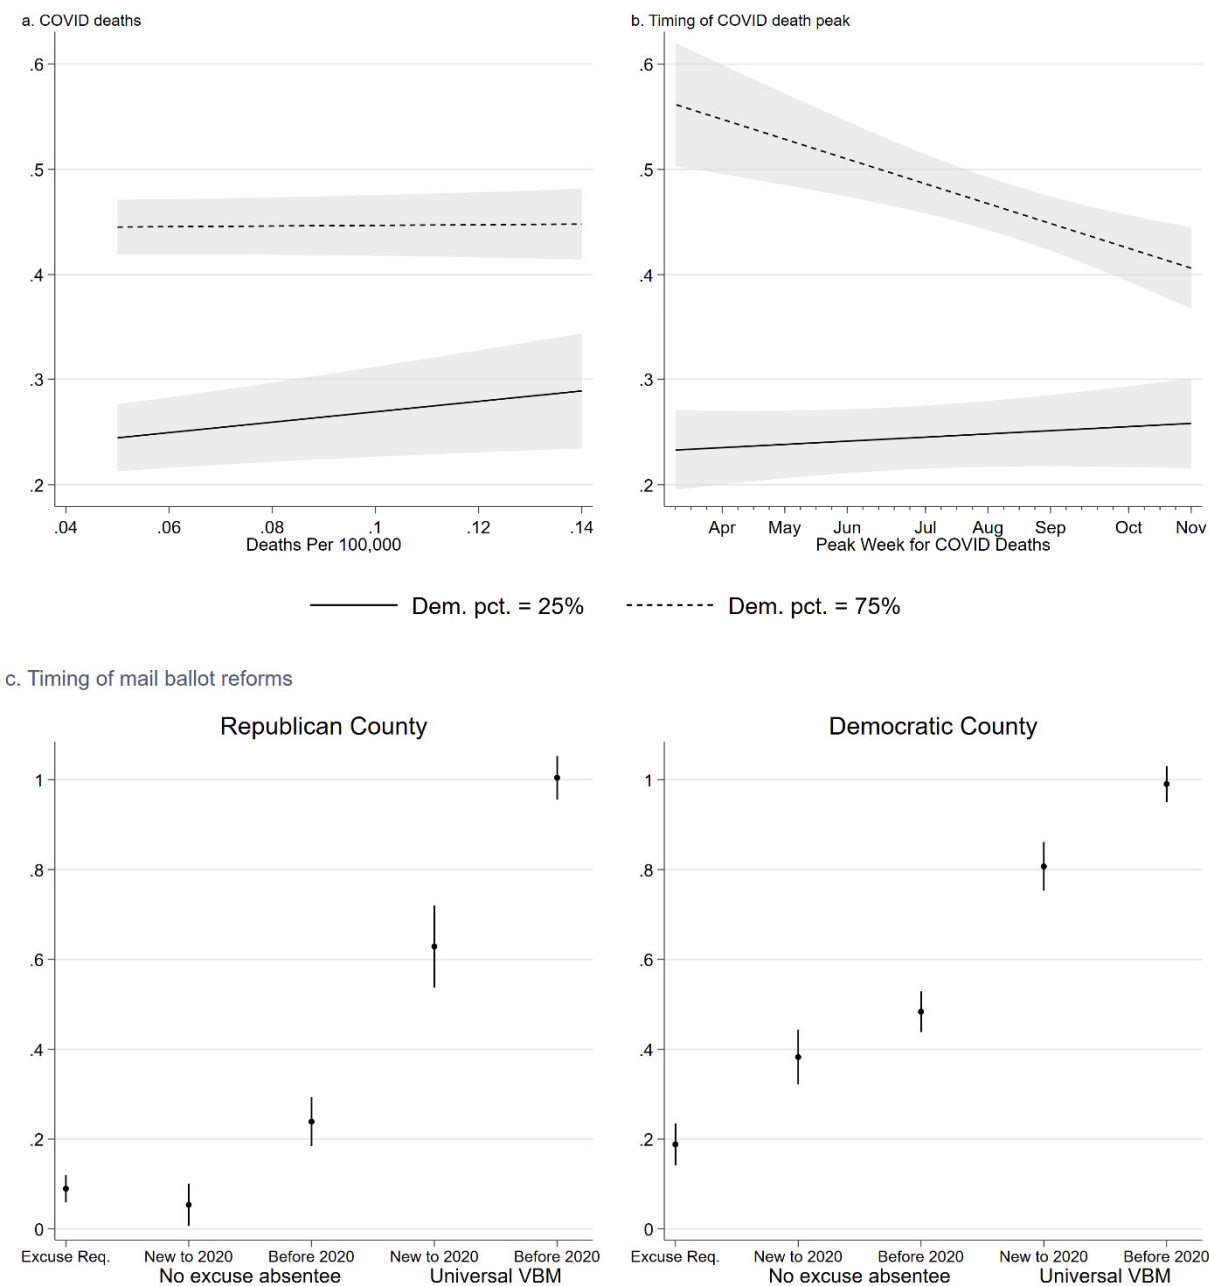 a. COVID deaths
.6
.5
.4
.3
.2
.04 .06 .08 .1 .12 .14
Deaths Per 100,000
b. Timing of COVID death peak
.6
.5
.4
.3
.2
Apr May Jun Jul Aug Sep Oct Nov
Peak Week for COVID Deaths
Dem. pct. = 25% Dem. pct. = 75%
c. Timing of mail ballot reforms
Republican County
1
.8
.6
.4
.2
0
Excuse Req. New to 2020 Before 2020 New to 2020 Before 2020
No excuse absentee Universal VBM
Democratic County
1
.8
.6
.4
.2
0
Excuse Req. New to 2020 Before 2020 New to 2020 Before 2020
No excuse absentee Universal VBM